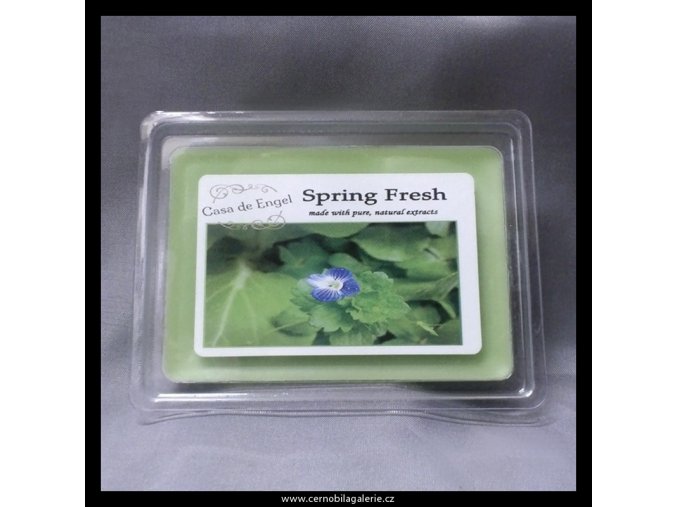 Casa de Engel
Spring Fresh
made with pure, natural extracts
www.cernobilagalerie.cz